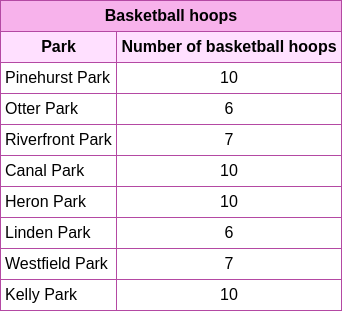 Basketball hoops
Park Number of basketball hoops
Pinehurst Park 10
Otter Park 6
Riverfront Park 7
Canal Park 10
Heron Park 10
Linden Park 6
Westfield Park 7
Kelly Park 10